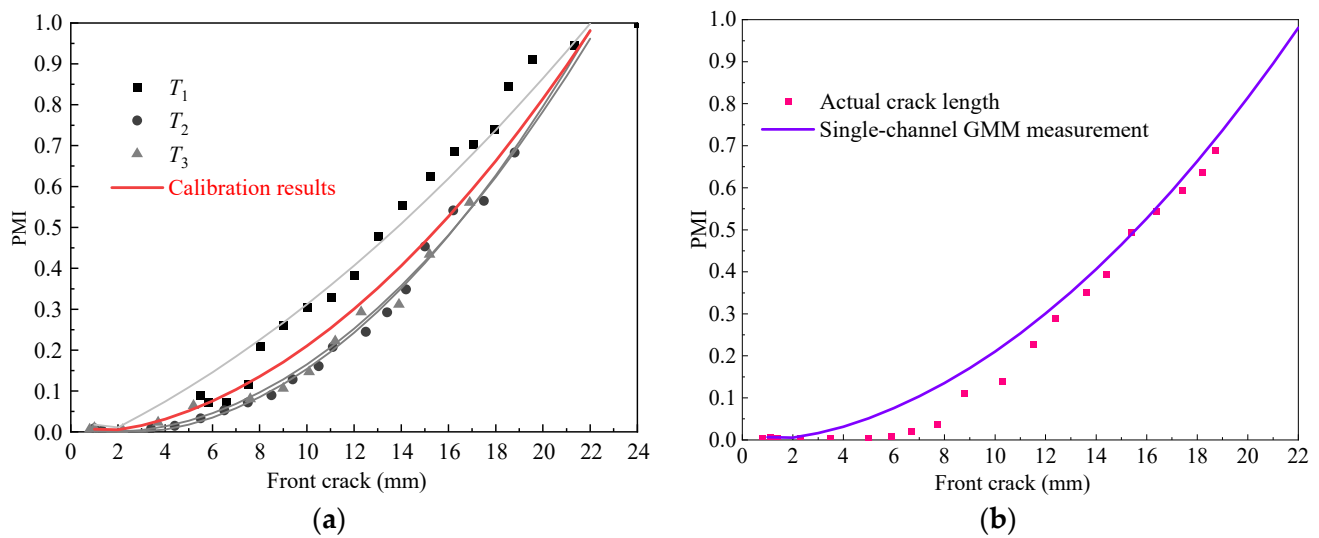 1.0
0.9
0.8
0.7
0.6
0.5
0.4
0.3
0.2
0.1
0.0
PMI
T1
T2
T3
Calibration results
0 2 4 6 8 10 12 14 16 18 20 22 24
Front crack (mm)
(a)
1.0
0.9
0.8
0.7
0.6
0.5
0.4
0.3
0.2
0.1
0.0
PMI
Actual crack length
Single-channel GMM measurement
0 2 4 6 8 10 12 14 16 18 20 22
Front crack (mm)
(b)